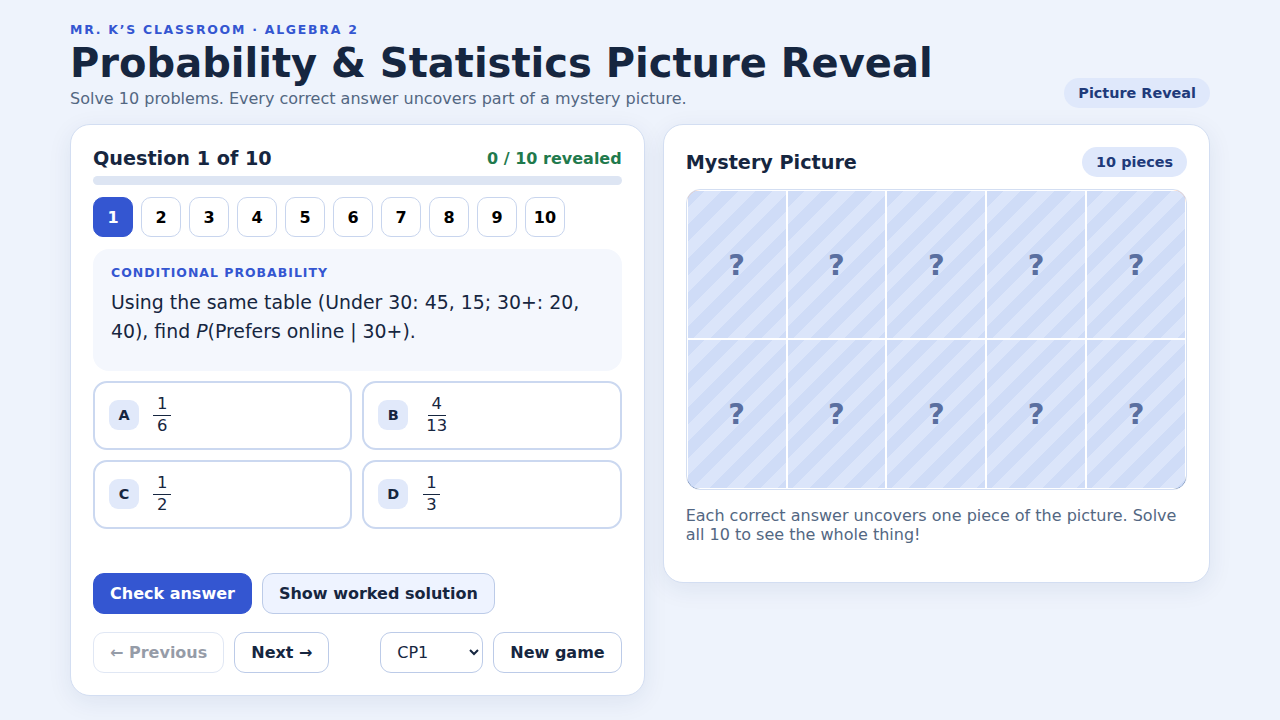 MR. K’S CLASSROOM · ALGEBRA 2
Probability & Statistics Picture Reveal
Solve 10 problems. Every correct answer uncovers part of a mystery picture.
Picture Reveal
Question 1 of 10
0 / 10 revealed
1 2 3 4 5 6 7 8 9 10
CONDITIONAL PROBABILITY
Using the same table (Under 30: 45, 15; 30+: 20,
40), find P(Prefers online | 30+).
A 1/6
B 4/13
C 1/2
D 1/3
Check answer
Show worked solution
← Previous
Next →
CP1
New game
Mystery Picture
10 pieces
? ? ? ? ?
? ? ? ? ?
Each correct answer uncovers one piece of the picture. Solve
all 10 to see the whole thing!